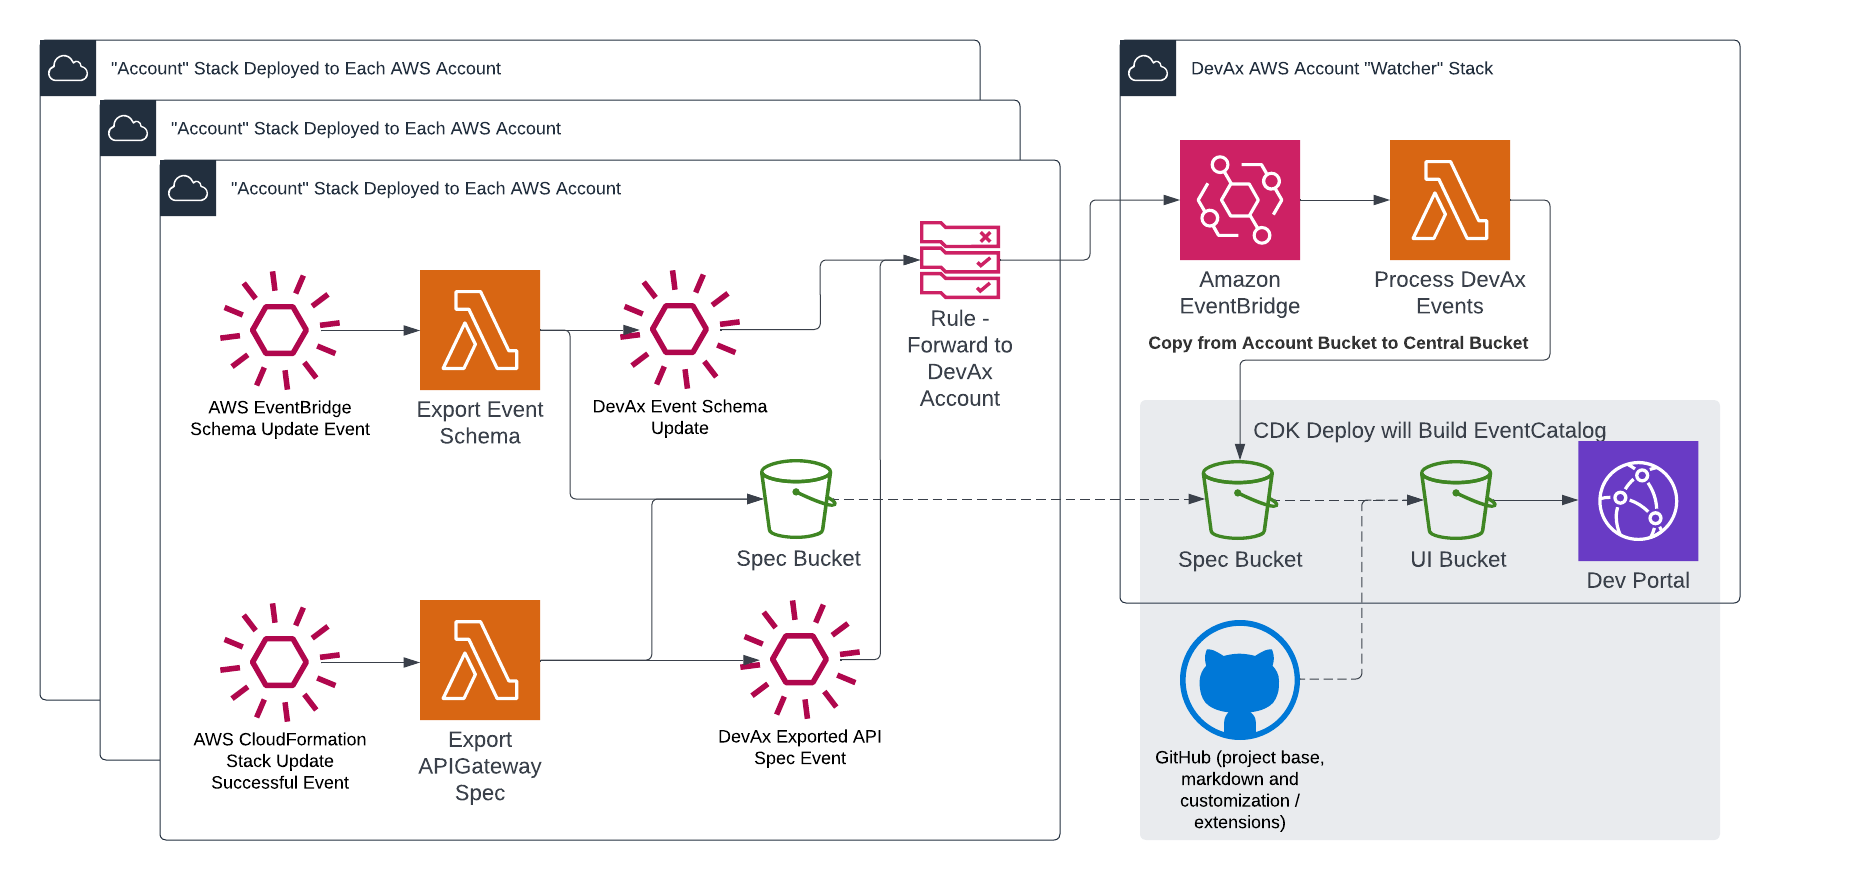 "Account" Stack Deployed to Each AWS Account
"Account" Stack Deployed to Each AWS Account
"Account" Stack Deployed to Each AWS Account
AWS EventBridge
Schema Update Event
Export Event
Schema
DevAx Event Schema
Update
Rule -
Forward to
DevAx
Account
Spec Bucket
AWS CloudFormation
Stack Update
Successful Event
Export
APIGateway
Spec
DevAx Exported API
Spec Event
DevAx AWS Account "Watcher" Stack
Amazon
EventBridge
Process DevAx
Events
Copy from Account Bucket to Central Bucket
CDK Deploy will Build EventCatalog
Spec Bucket
UI Bucket
Dev Portal
GitHub (project base,
markdown and
customization /
extensions)